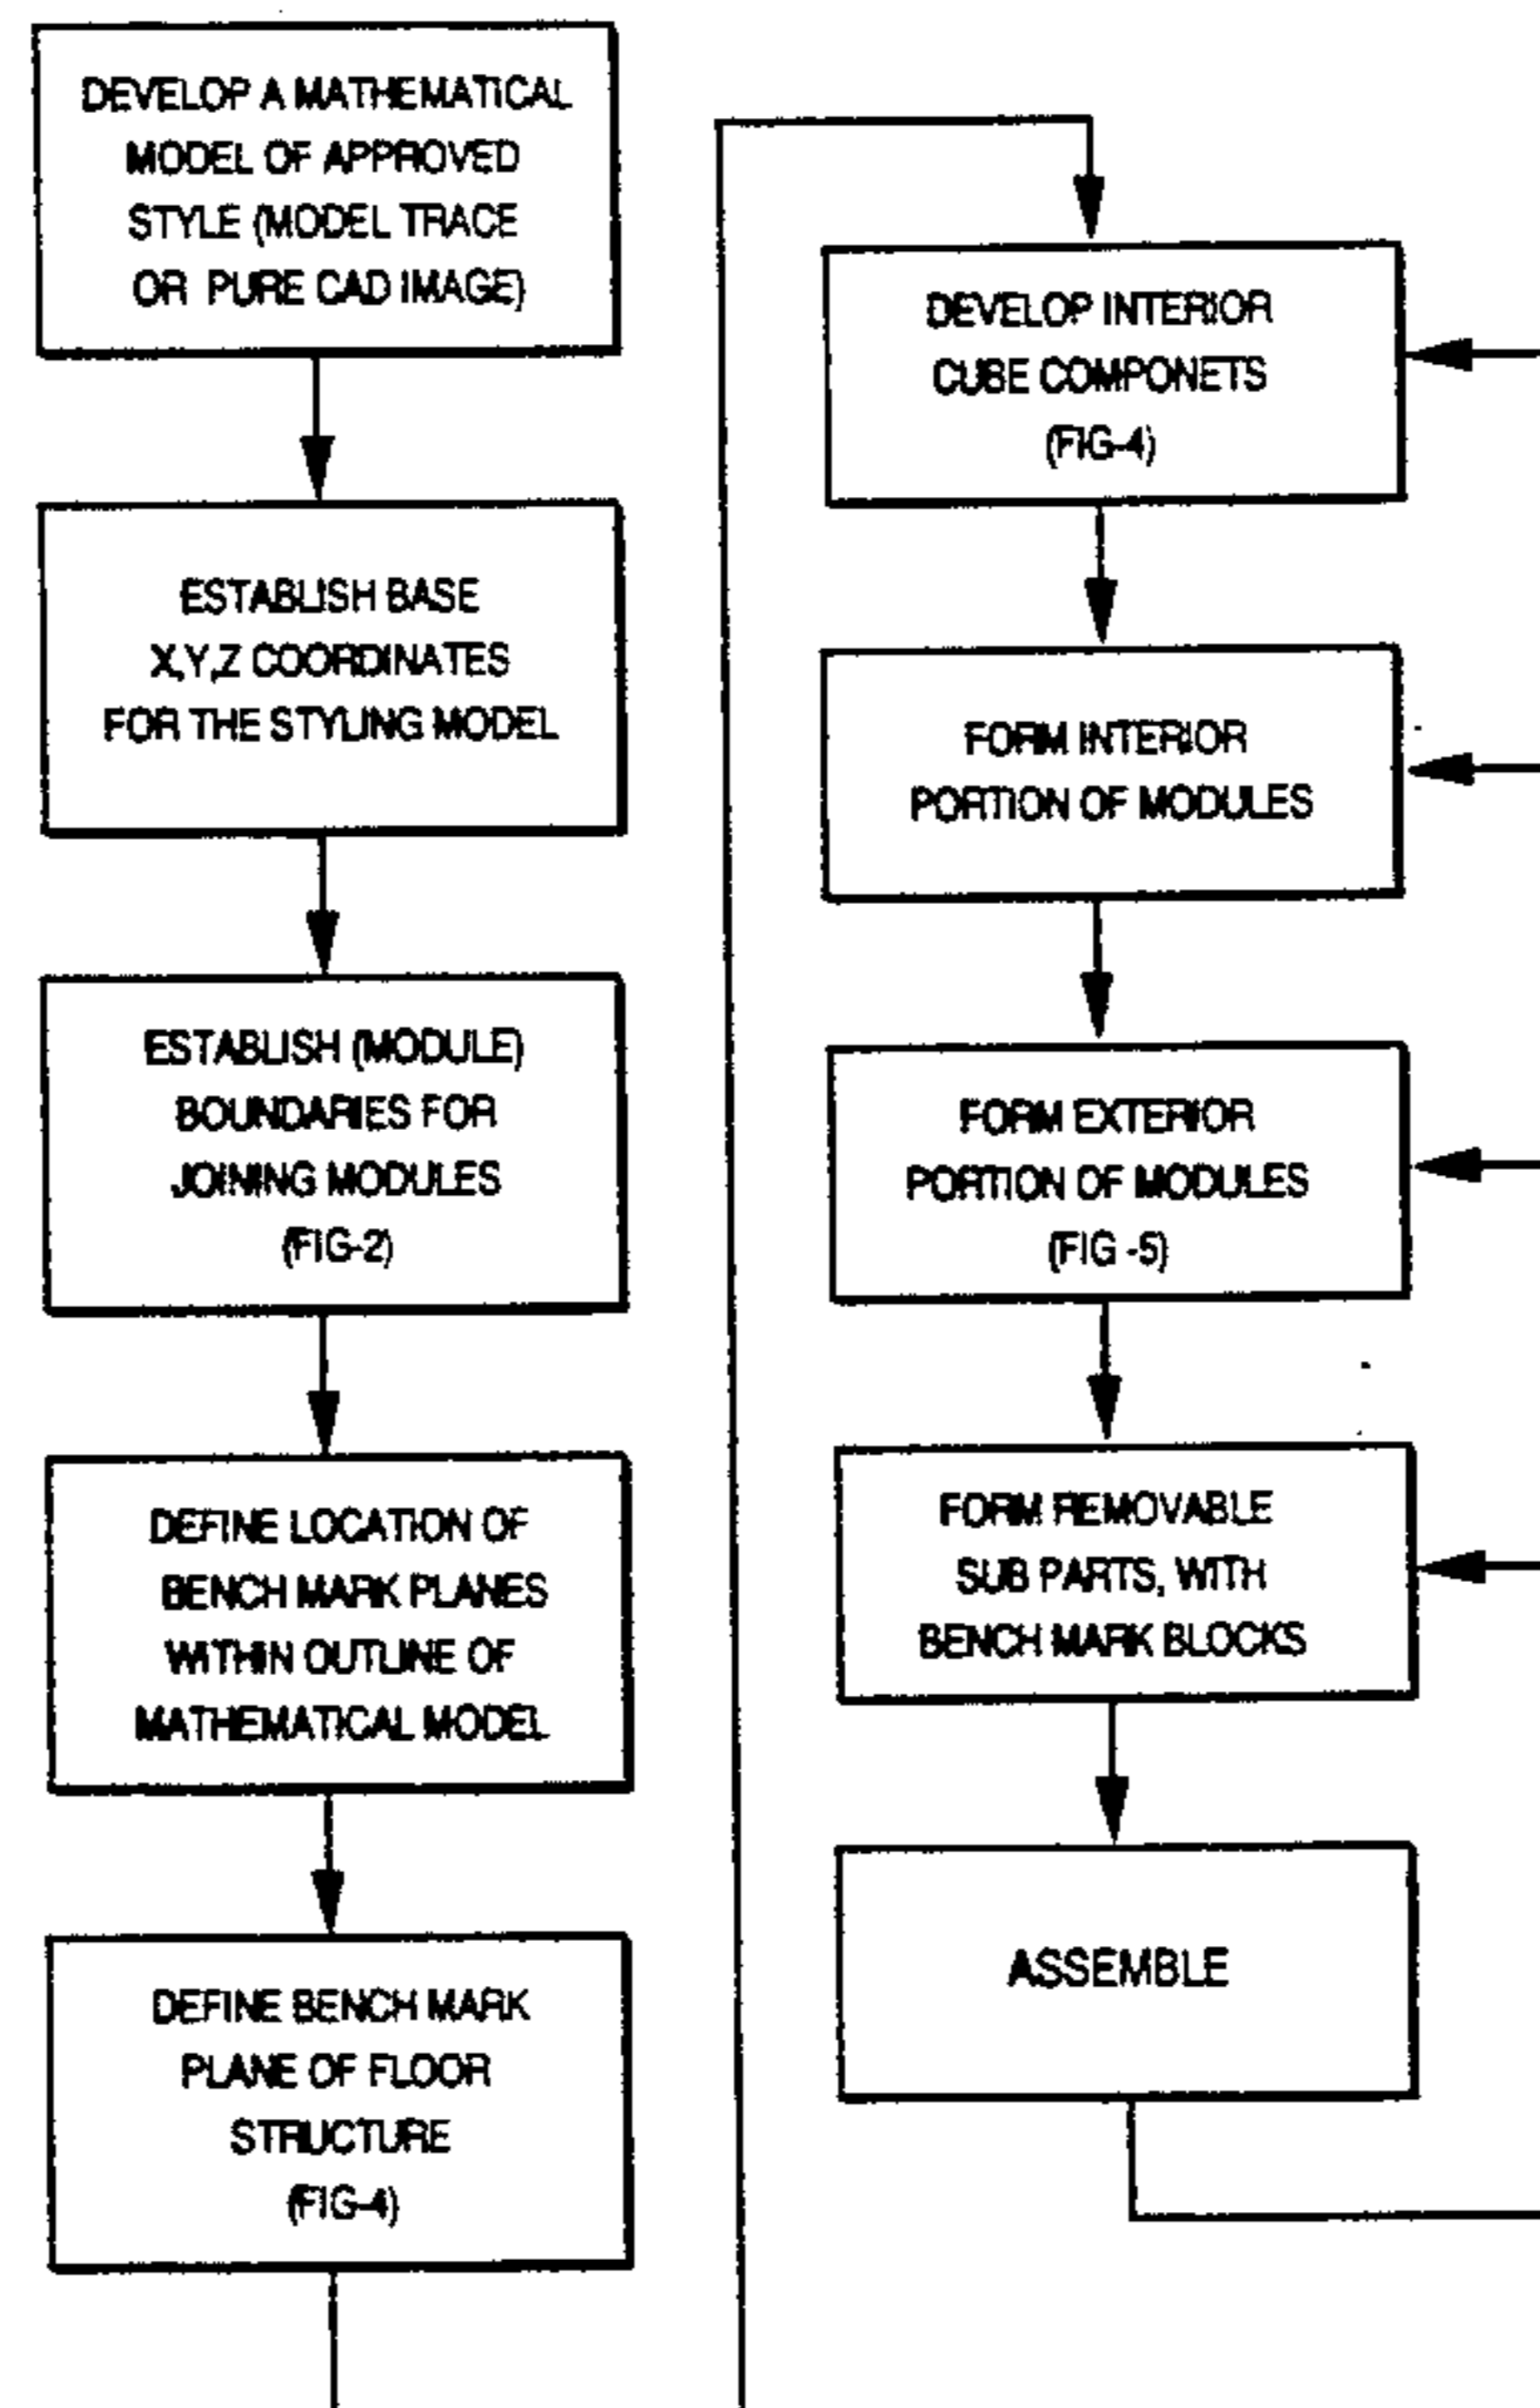 DEVELOP A MATHEMATICAL
MODEL OF APPROVED
STYLE (MODEL TRACE
OR PURE CAD IMAGE)
ESTABLISH BASE
X,Y,Z COORDINATES
FOR THE STYLING MODEL
ESTABLISH (MODULE)
BOUNDARIES FOR
JOINING MODULES
(FIG-2)
DEFINE LOCATION OF
BENCH MARK PLANES
WITHIN OUTLINE OF
MATHEMATICAL MODEL
DEFINE BENCH MARK
PLANE OF FLOOR
STRUCTURE
(FIG-4)
DEVELOP INTERIOR
CUBE COMPONETS
(FIG-4)
FORM INTERIOR
PORTION OF MODULES
FORM EXTERIOR
PORTION OF MODULES
(FIG -5)
FORM REMOVABLE
SUB PARTS, WITH
BENCH MARK BLOCKS
ASSEMBLE